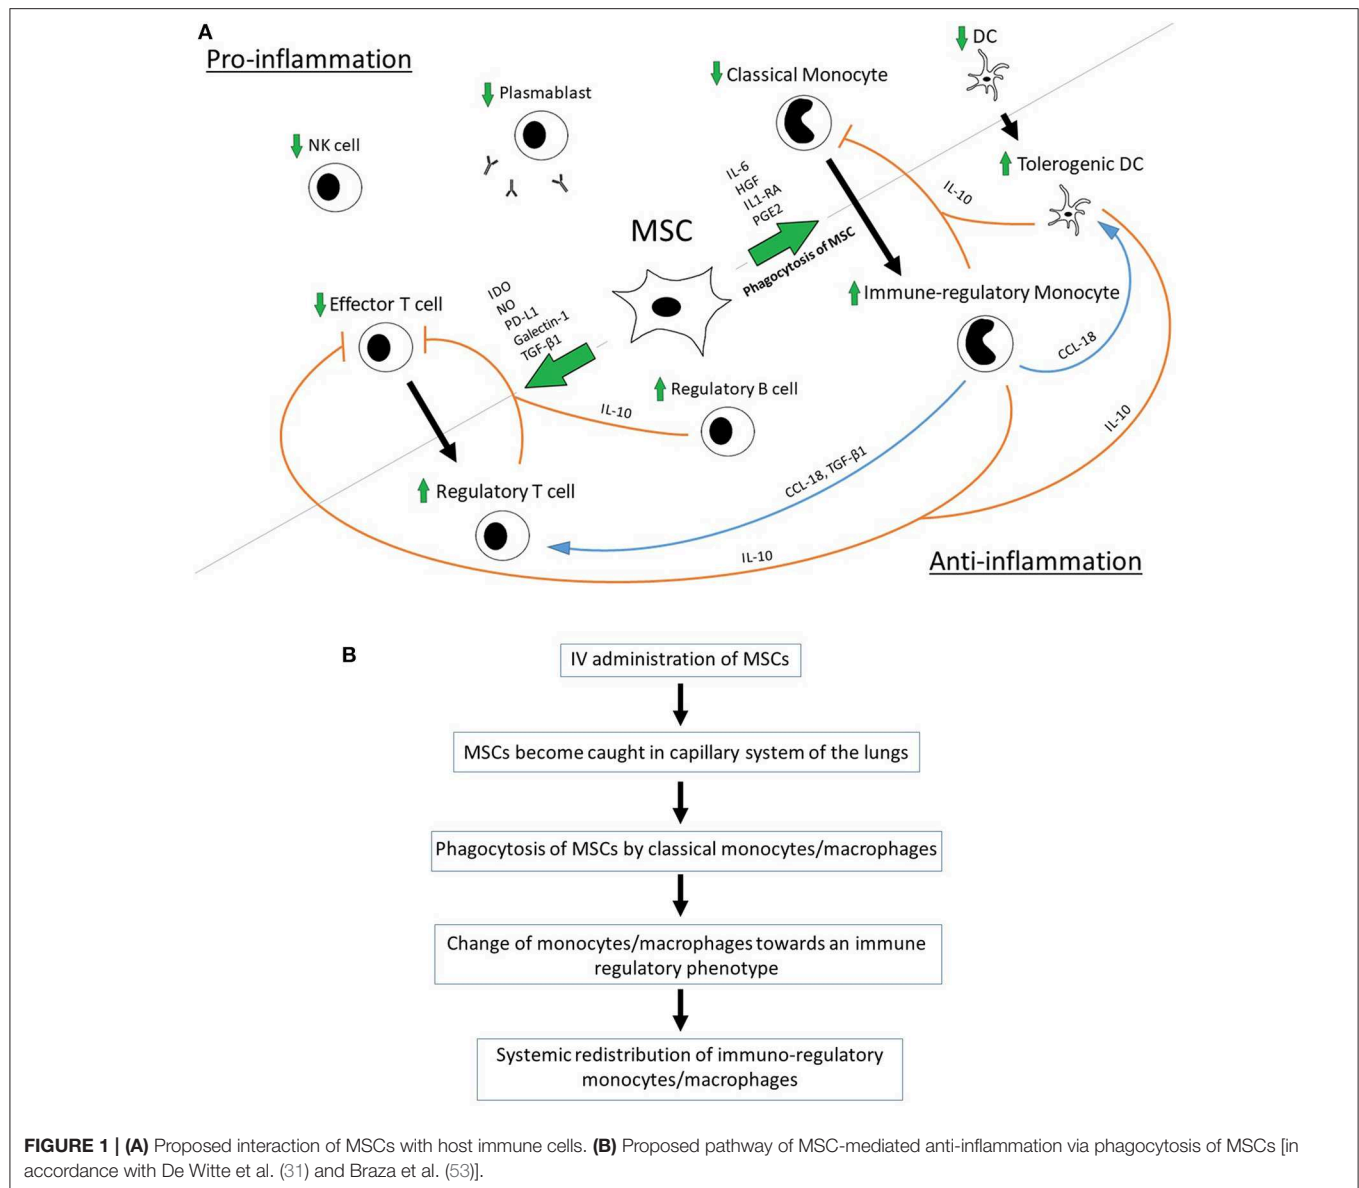 A
Pro-inflammation
DC
Classical Monocyte
Plasmablast
NK cell
Tolerogenic DC
IL-6
HGF
IL1-RA
PGE2
IL-10
MSC
Phagocytosis of MSC
IDO
NO
PD-L1
Galectin-1
TGF-β1
Effector T cell
Immune-regulatory Monocyte
CCL-18
Regulatory B cell
IL-10
IL-10
CCL-18, TGF-β1
Regulatory T cell
IL-10
Anti-inflammation
B
IV administration of MSCs
MSCs become caught in capillary system of the lungs
Phagocytosis of MSCs by classical monocytes/macrophages
Change of monocytes/macrophages towards an immune
regulatory phenotype
Systemic redistribution of immuno-regulatory
monocytes/macrophages
FIGURE 1 | (A) Proposed interaction of MSCs with host immune cells. (B) Proposed pathway of MSC-mediated anti-inflammation via phagocytosis of MSCs [in
accordance with De Witte et al. (31) and Braza et al. (53)].